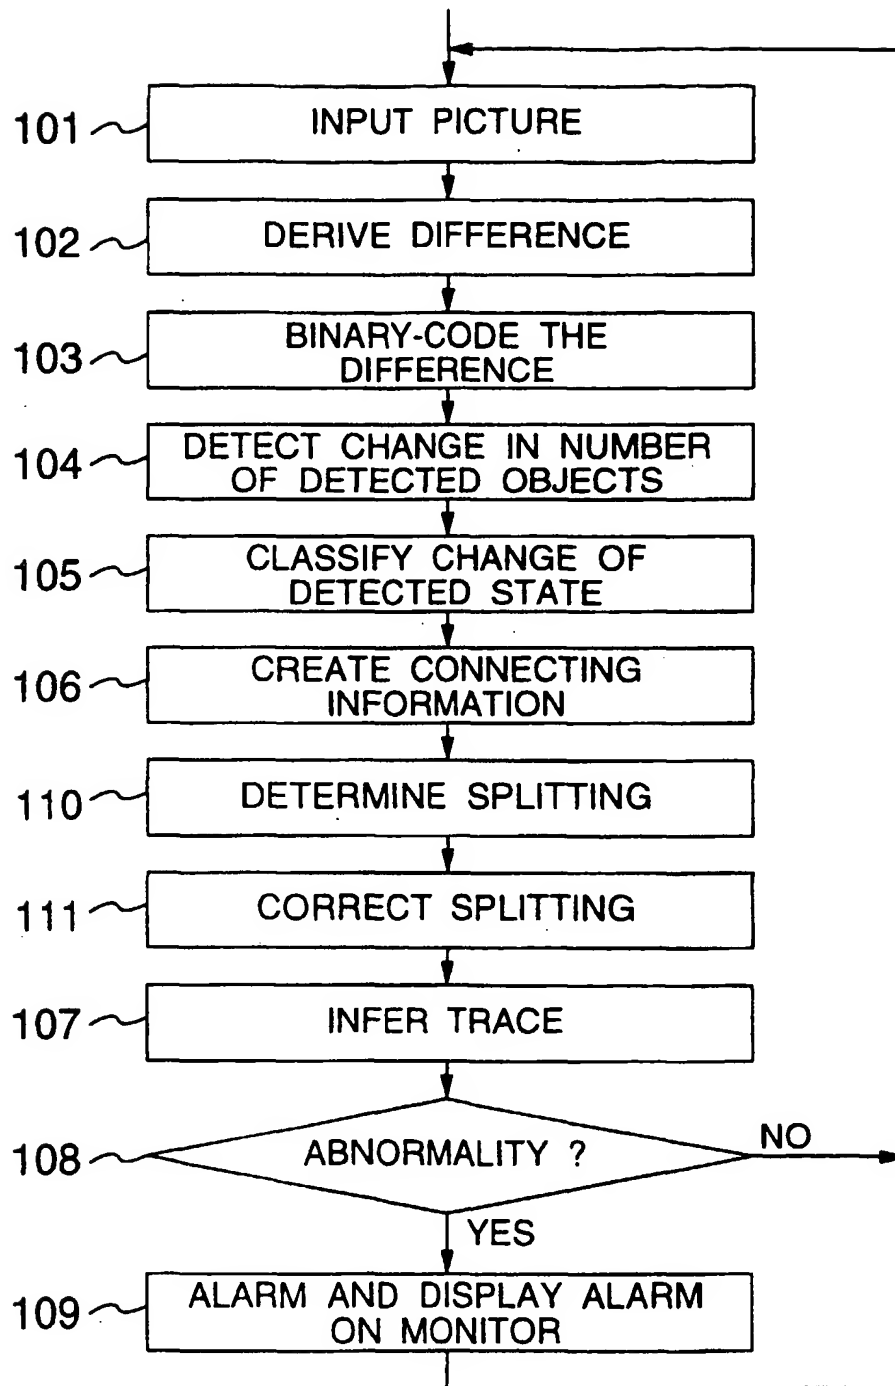 101
INPUT PICTURE
102
DERIVE DIFFERENCE
103
BINARY-CODE THE
DIFFERENCE
104
DETECT CHANGE IN NUMBER
OF DETECTED OBJECTS
105
CLASSIFY CHANGE OF
DETECTED STATE
106
CREATE CONNECTING
INFORMATION
110
DETERMINE SPLITTING
111
CORRECT SPLITTING
107
INFER TRACE
108
ABNORMALITY ?
NO
YES
109
ALARM AND DISPLAY ALARM
ON MONITOR